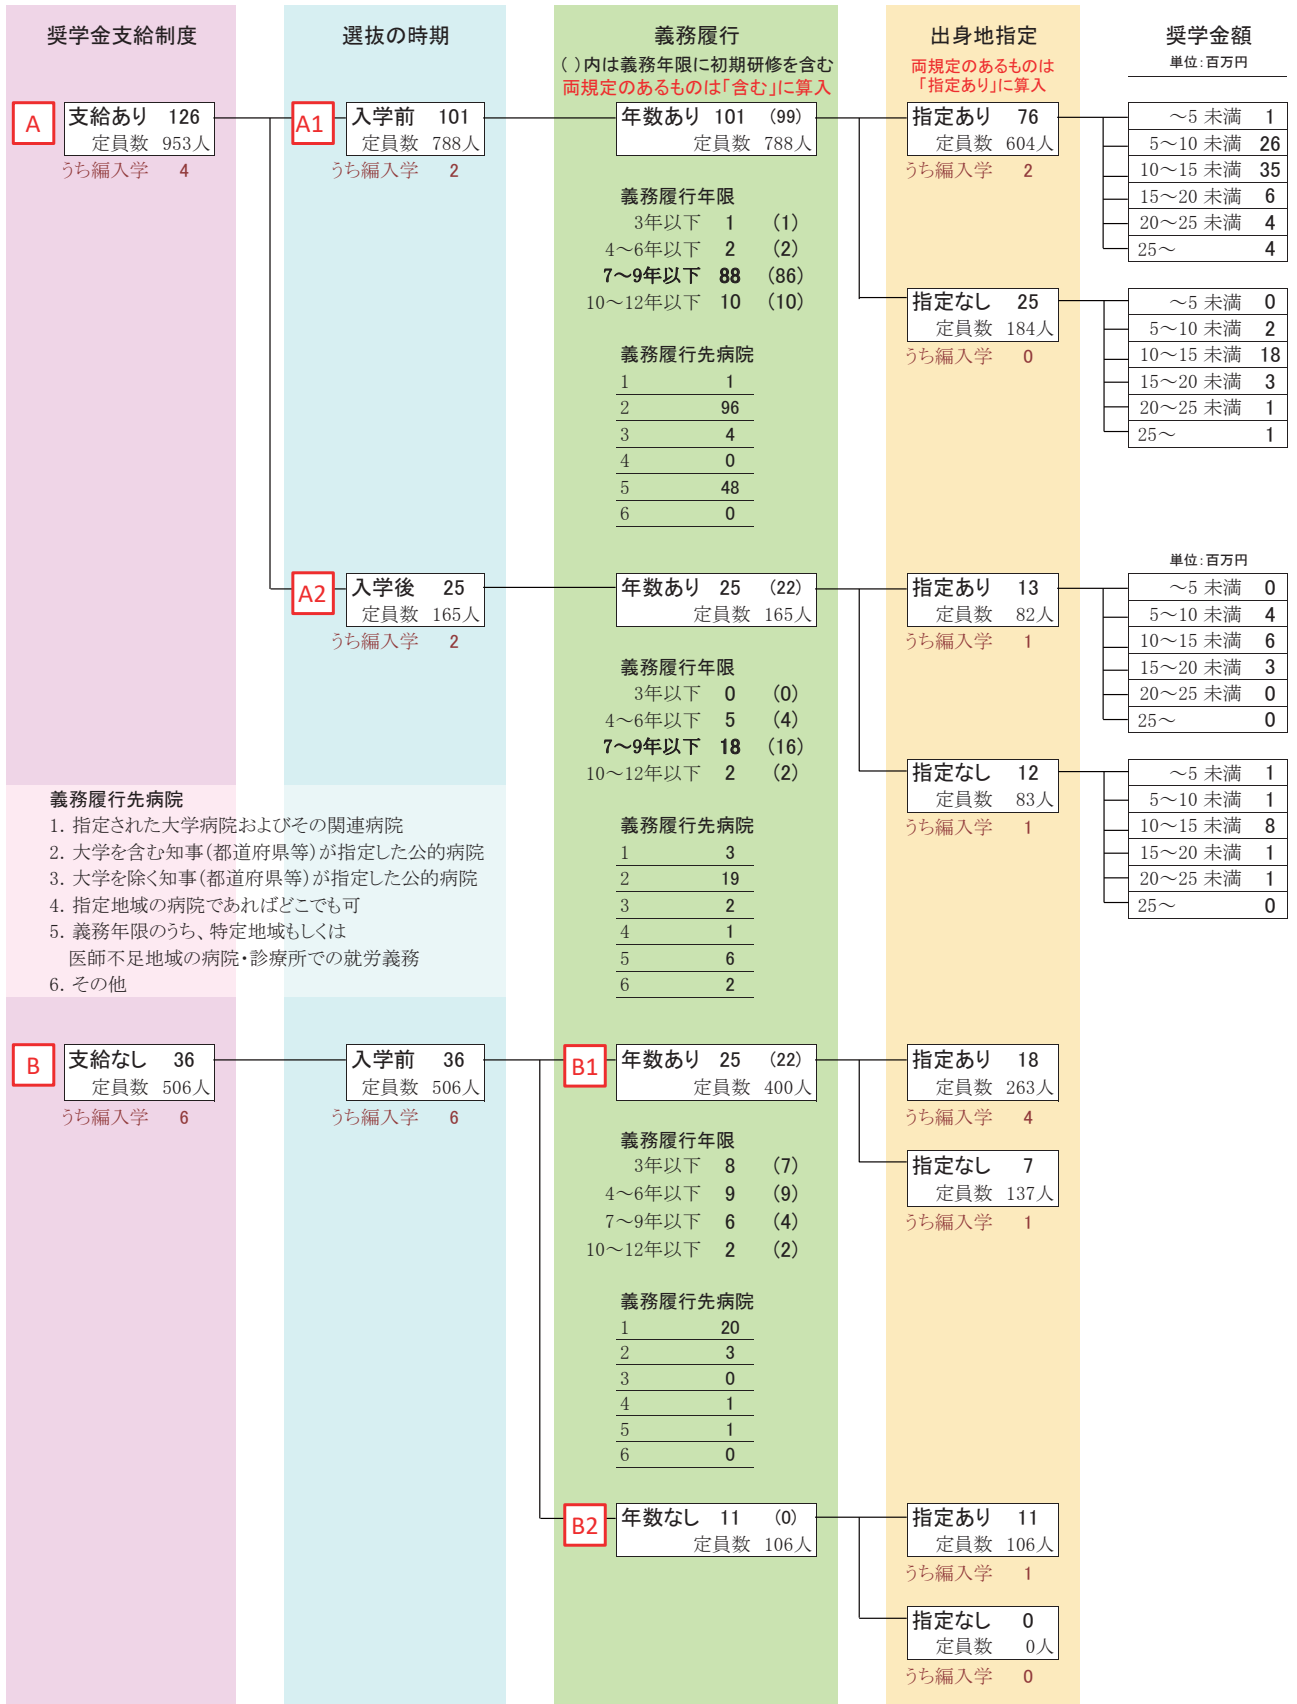 奨学金支給制度
選抜の時期
義務履行
( )内は義務年限に初期研修を含む
両規定のあるものは「含む」に算入
出身地指定
両規定のあるものは
「指定あり」に算入
奨学金額
単位:百万円
A
支給あり 126
定員数 953人
うち編入学 4
A1
入学前 101
定員数 788人
うち編入学 2
年数あり 101 (99)
定員数 788人
義務履行年限
3年以下 1 (1)
4～6年以下 2 (2)
7～9年以下 88 (86)
10～12年以下 10 (10)
義務履行先病院
1 1
2 96
3 4
4 0
5 48
6 0
指定あり 76
定員数 604人
うち編入学 2
～5 未満 1
5～10 未満 26
10～15 未満 35
15～20 未満 6
20～25 未満 4
25～ 4
指定なし 25
定員数 184人
うち編入学 0
～5 未満 0
5～10 未満 2
10～15 未満 18
15～20 未満 3
20～25 未満 1
25～ 1
A2
入学後 25
定員数 165人
うち編入学 2
年数あり 25 (22)
定員数 165人
義務履行年限
3年以下 0 (0)
4～6年以下 5 (4)
7～9年以下 18 (16)
10～12年以下 2 (2)
義務履行先病院
1 3
2 19
3 2
4 1
5 6
6 2
指定あり 13
定員数 82人
うち編入学 1
単位:百万円
～5 未満 0
5～10 未満 4
10～15 未満 6
15～20 未満 3
20～25 未満 0
25～ 0
指定なし 12
定員数 83人
うち編入学 1
～5 未満 1
5～10 未満 1
10～15 未満 8
15～20 未満 1
20～25 未満 1
25～ 0
義務履行先病院
1. 指定された大学病院およびその関連病院
2. 大学を含む知事(都道府県等)が指定した公的病院
3. 大学を除く知事(都道府県等)が指定した公的病院
4. 指定地域の病院であればどこでも可
5. 義務年限のうち、特定地域もしくは
医師不足地域の病院・診療所での就労義務
6. その他
B
支給なし 36
定員数 506人
うち編入学 6
入学前 36
定員数 506人
うち編入学 6
B1
年数あり 25 (22)
定員数 400人
義務履行年限
3年以下 8 (7)
4～6年以下 9 (9)
7～9年以下 6 (4)
10～12年以下 2 (2)
義務履行先病院
1 20
2 3
3 0
4 1
5 1
6 0
指定あり 18
定員数 263人
うち編入学 4
指定なし 7
定員数 137人
うち編入学 1
B2
年数なし 11 (0)
定員数 106人
指定あり 11
定員数 106人
うち編入学 1
指定なし 0
定員数 0人
うち編入学 0